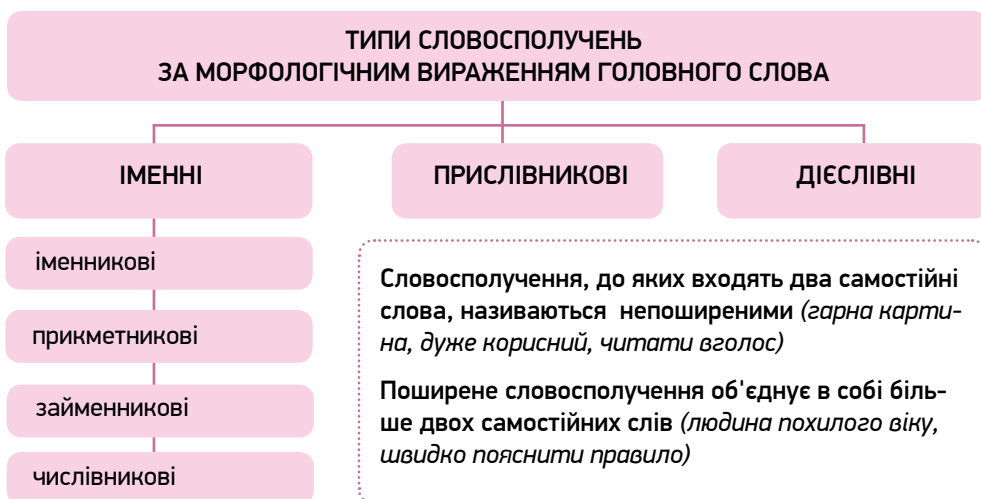 ТИПИ СЛОВОСПОЛУЧЕНЬ
ЗА МОРФОЛОГІЧНИМ ВИРАЖЕННЯМ ГОЛОВНОГО СЛОВА
ІМЕННІ
ПРИСЛІВНИКОВІ
ДІЄСЛІВНІ
іменникові
прикметникові
займенникові
числівникові
Словосполучення, до яких входять два самостійні
слова, називаються непоширеними (гарна карти-
на, дуже корисний, читати вголос)
Поширене словосполучення об'єднує в собі біль-
ше двох самостійних слів (людина похилого віку,
швидко пояснити правило)